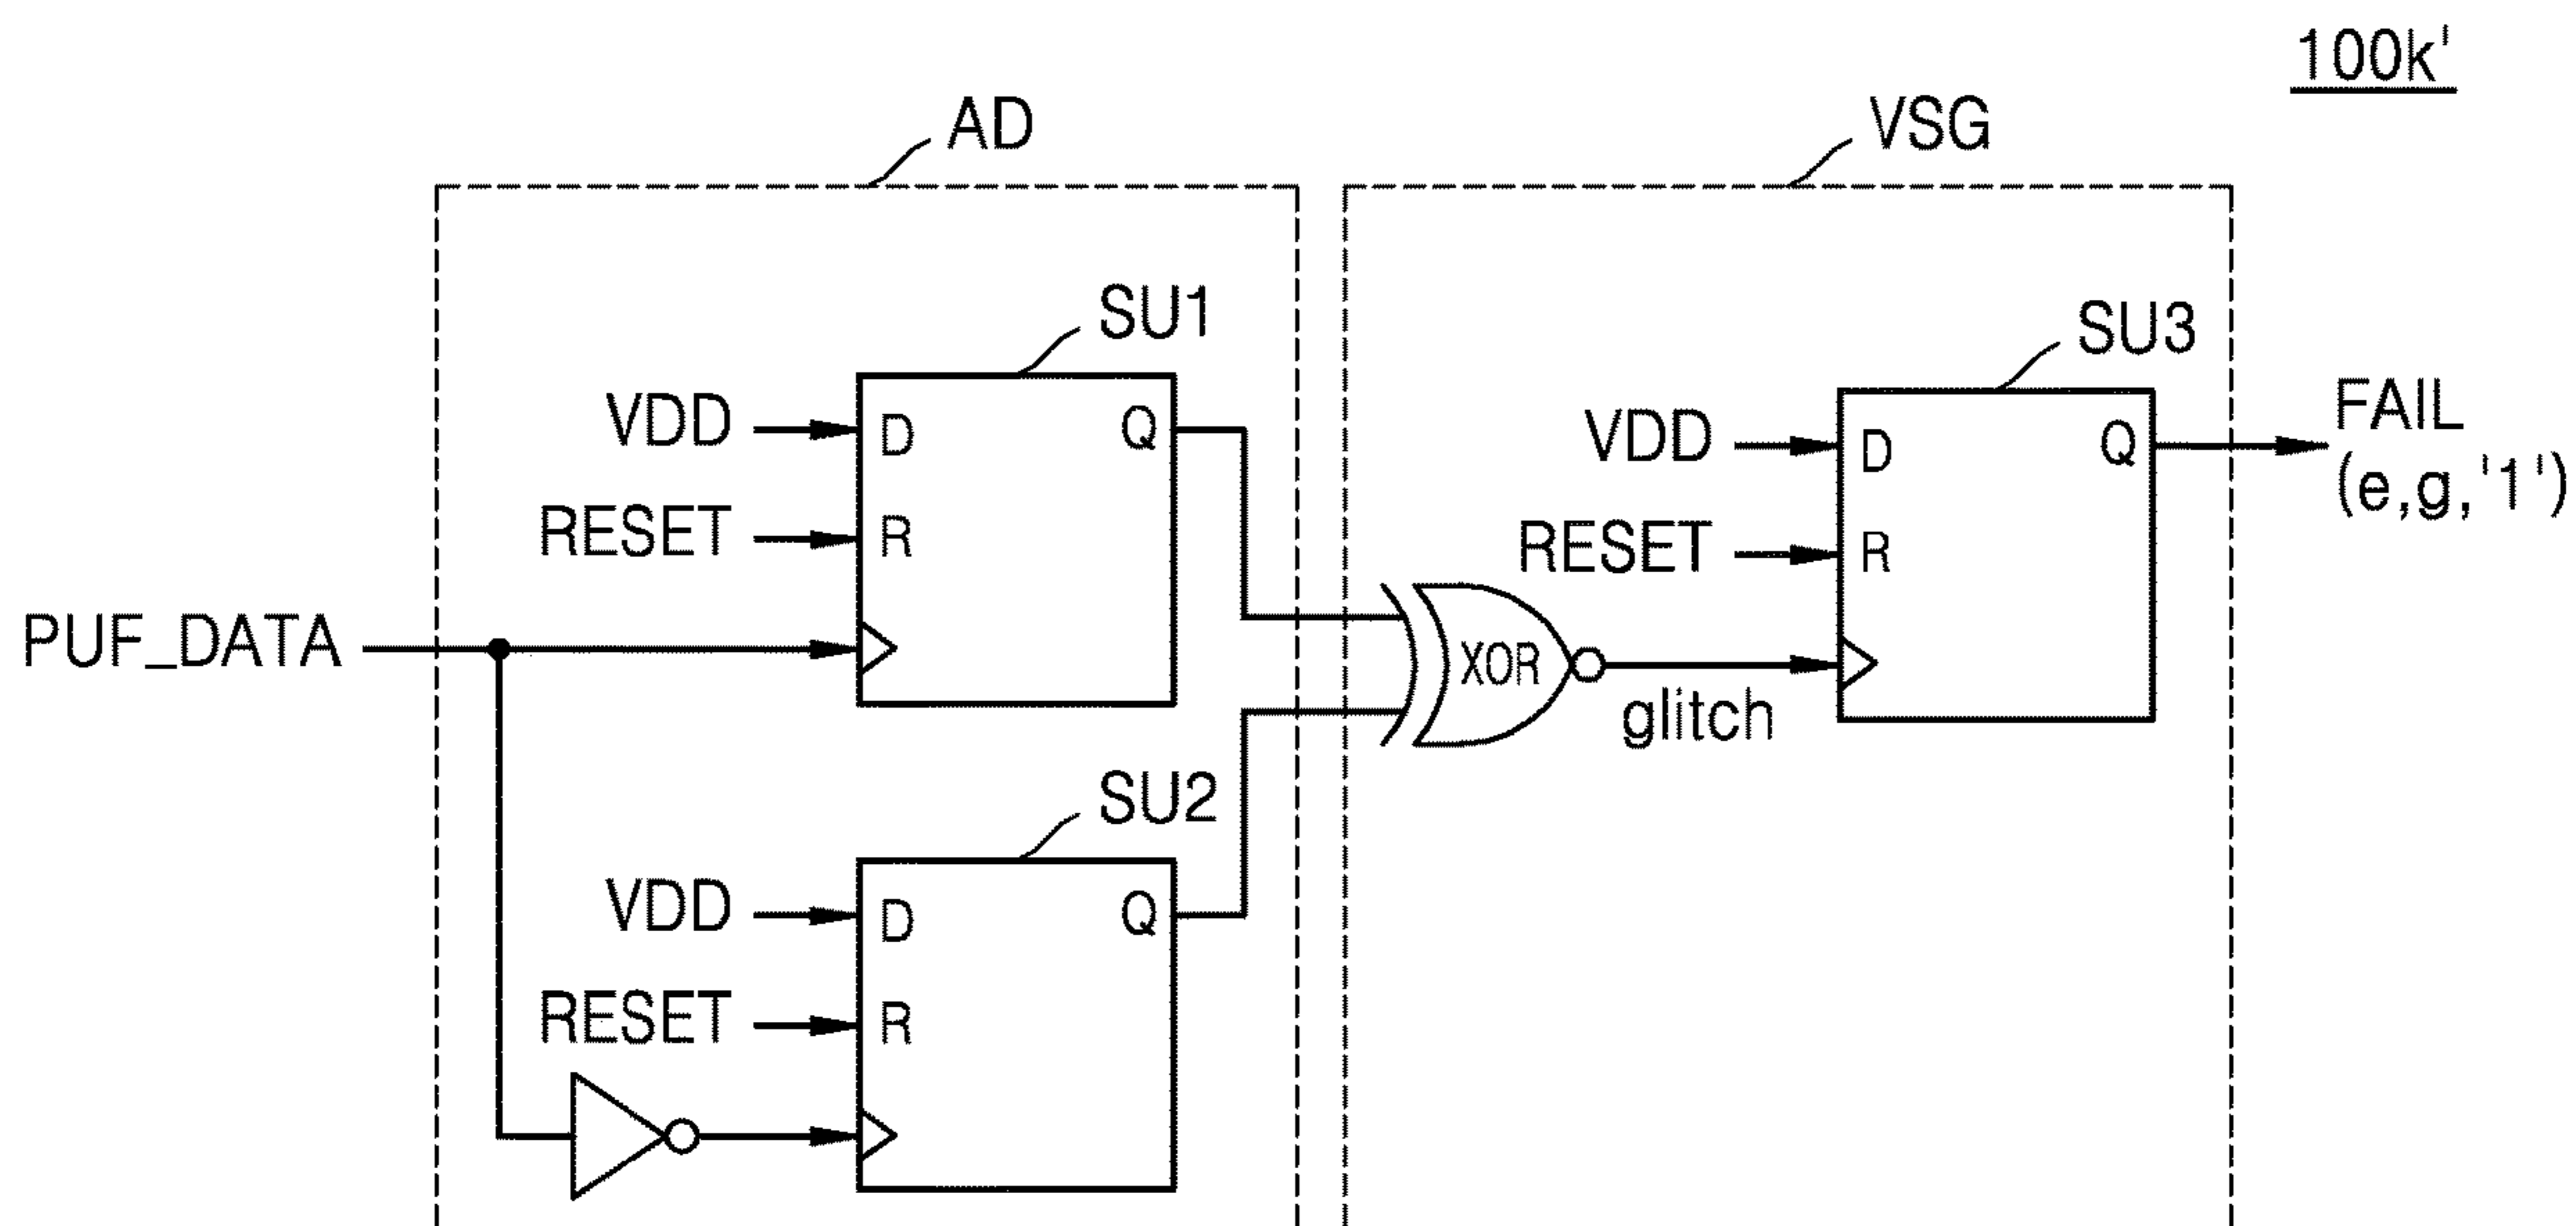 100k'
AD
VSG
SU1
SU3
VDD
D
Q
VDD
D
Q
FAIL
(e,g,'1')
RESET
R
RESET
R
PUF_DATA
XOR
glitch
SU2
VDD
D
Q
RESET
R